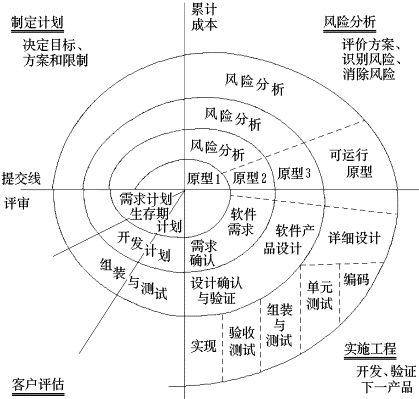 制定计划
决定目标、
方案和限制
累计
成本
风险分析
评价方案、
识别风险、
消除风险
风险分析
风险分析
风险分析
可运行
原型
提交线
原型1
原型2
原型3
评审
需求计划
生存期
计划
软件
需求
软件产
品设计
详细设计
开发计划
需求
确认
组装与测试
设计确认
与验证
单元
测试
编码
组装
与
测试
验收
测试
实现
实施工程
开发、验证
下一产品
客户评估